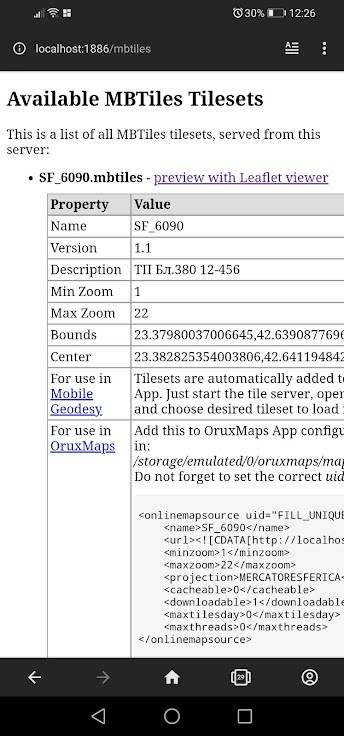 30% 12:26
localhost:1886/mbtiles
Available MBTiles Tilesets
This is a list of all MBTiles tilesets, served from this
server:
• SF_6090.mbtiles - preview with Leaflet viewer
Property Value
Name SF_6090
Version 1.1
Description ТП Бл.380 12-456
Min Zoom 1
Max Zoom 22
Bounds 23.37980037006645,42.6390877696
Center 23.382825354003806,42.641194842
For use in Tilesets are automatically added to
Mobile App. Just start the tile server, open
Geodesy and choose desired tileset to load
For use in Add this to OruxMaps App configu
OruxMaps in:
/storage/emulated/0/oruxmaps/map
Do not forget to set the correct uid
<onlinemapsource uid="FILL_UNIQUE
<name>SF_6090</name>
<url><![CDATA[http://localhos
<minzoom>1</minzoom>
<maxzoom>22</maxzoom>
<projection>MERCATORESFERICA<
<cacheable>0</cacheable>
<downloadable>1</downloadable
<maxtilesday>0</maxtilesday>
<maxthreads>0</maxthreads>
</onlinemapsource>
29